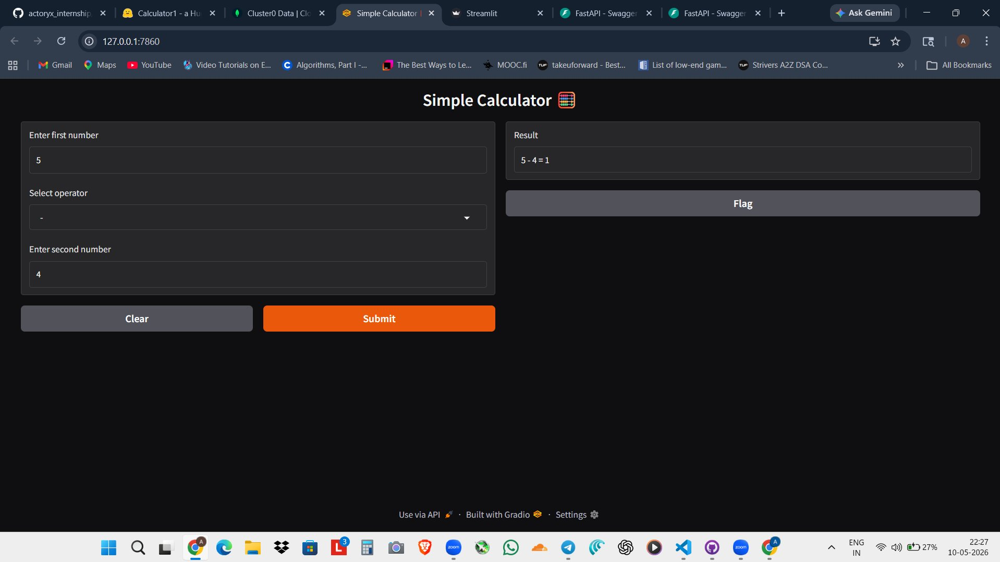 actoryx_internship
Calculator1 - a Hu
Cluster0 Data | Clo
Simple Calculator
Streamlit
FastAPI - Swagger
FastAPI - Swagger
Ask Gemini
127.0.0.1:7860
A
Gmail
Maps
YouTube
Video Tutorials on E...
Algorithms, Part I -...
The Best Ways to Le...
MOOC.fi
takeuforward - Best...
List of low-end gam...
Strivers A2Z DSA Co...
All Bookmarks
Simple Calculator
Enter first number
5
Select operator
-
Enter second number
4
Clear
Submit
Result
5 - 4 = 1
Flag
Use via API · Built with Gradio · Settings
A
L
3
zoom
zoom
A
ENG
IN
27%
22:27
10-05-2026